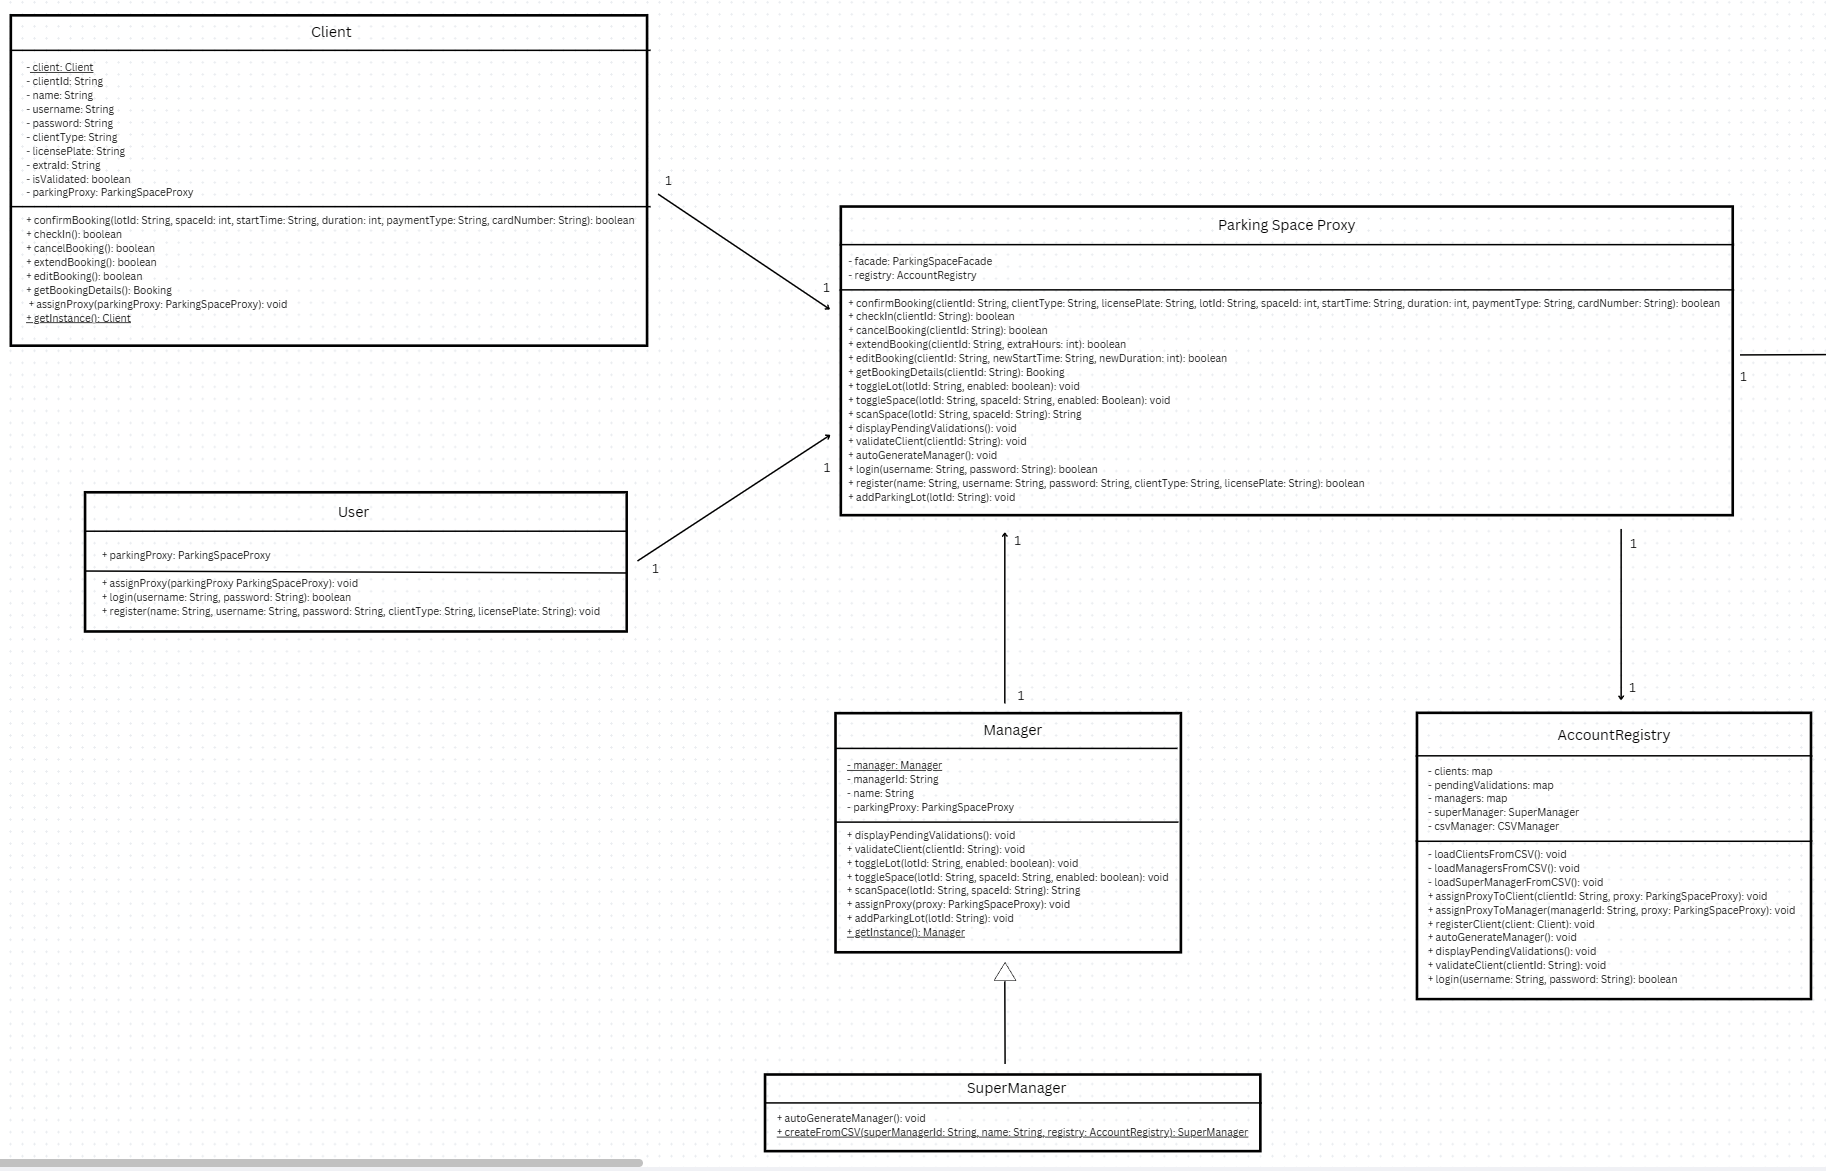 Client
- client: Client
- clientId: String
- name: String
- username: String
- password: String
- clientType: String
- licensePlate: String
- extraId: String
- isValidated: boolean
- parkingProxy: ParkingSpaceProxy
+ confirmBooking(lotId: String, spaceId: int, startTime: String, duration: int, paymentType: String, cardNumber: String): boolean
+ checkIn(): boolean
+ cancelBooking(): boolean
+ extendBooking(): boolean
+ editBooking(): boolean
+ getBookingDetails(): Booking
+ assignProxy(parkingProxy: ParkingSpaceProxy): void
+ getInstance(): Client
1
1
Parking Space Proxy
- facade: ParkingSpaceFacade
- registry: AccountRegistry
+ confirmBooking(clientId: String, clientType: String, licensePlate: String, lotId: String, spaceId: int, startTime: String, duration: int, paymentType: String, cardNumber: String): boolean
+ checkIn(clientId: String): boolean
+ cancelBooking(clientId: String): boolean
+ extendBooking(clientId: String, extraHours: int): boolean
+ editBooking(clientId: String, newStartTime: String, newDuration: int): boolean
+ getBookingDetails(clientId: String): Booking
+ toggleLot(lotId: String, enabled: boolean): void
+ toggleSpace(lotId: String, spaceId: String, enabled: Boolean): void
+ scanSpace(lotId: String, spaceId: String): String
+ displayPendingValidations(): void
+ validateClient(clientId: String): void
+ autoGenerateManager(): void
+ login(username: String, password: String): boolean
+ register(name: String, username: String, password: String, clientType: String, licensePlate: String): boolean
+ addParkingLot(lotId: String): void
1
1
User
+ parkingProxy: ParkingSpaceProxy
+ assignProxy(parkingProxy ParkingSpaceProxy): void
+ login(username: String, password: String): boolean
+ register(name: String, username: String, password: String, clientType: String, licensePlate: String): void
1
1
1
1
1
Manager
- manager: Manager
- managerId: String
- name: String
- parkingProxy: ParkingSpaceProxy
+ displayPendingValidations(): void
+ validateClient(clientId: String): void
+ toggleLot(lotId: String, enabled: boolean): void
+ toggleSpace(lotId: String, spaceId: String, enabled: boolean): void
+ scanSpace(lotId: String, spaceId: String): String
+ assignProxy(proxy: ParkingSpaceProxy): void
+ addParkingLot(lotId: String): void
+ getInstance(): Manager
AccountRegistry
- clients: map
- pendingValidations: map
- managers: map
- superManager: SuperManager
- csvManager: CSVManager
- loadClientsFromCSV(): void
- loadManagersFromCSV(): void
- loadSuperManagerFromCSV(): void
+ assignProxyToClient(clientId: String, proxy: ParkingSpaceProxy): void
+ assignProxyToManager(managerId: String, proxy: ParkingSpaceProxy): void
+ registerClient(client: Client): void
+ autoGenerateManager(): void
+ displayPendingValidations(): void
+ validateClient(clientId: String): void
+ login(username: String, password: String): boolean
SuperManager
+ autoGenerateManager(): void
+ createFromCSV(superManagerId: String, name: String, registry: AccountRegistry): SuperManager